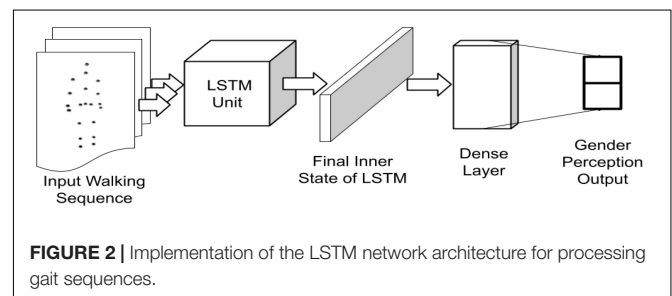 LSTM
Unit
Input Walking
Sequence
Final Inner
State of LSTM
Dense
Layer
Gender
Perception
Output
FIGURE 2 | Implementation of the LSTM network architecture for processing
gait sequences.